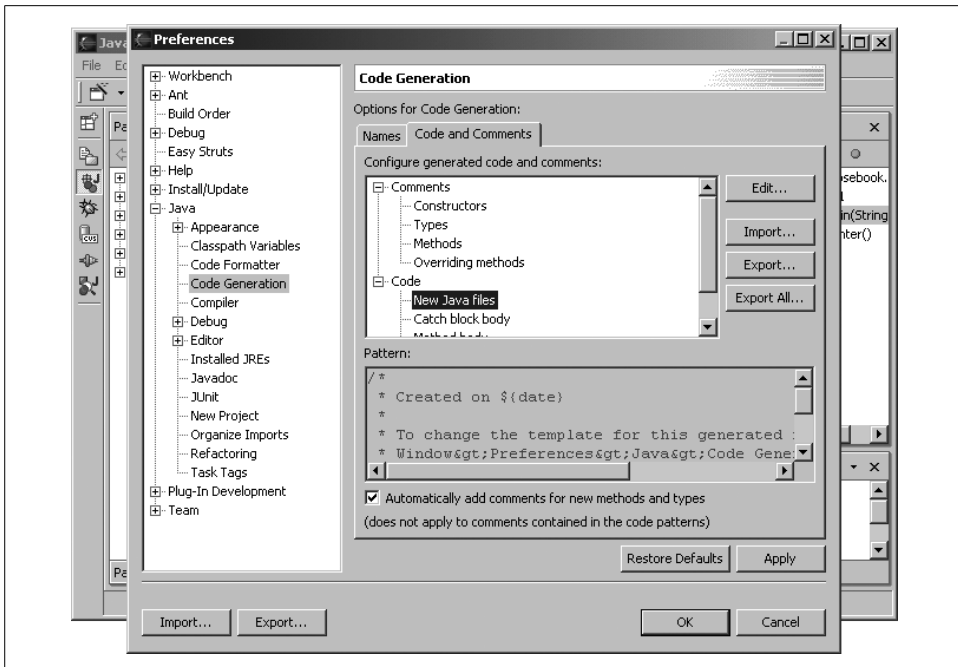 Java
Preferences
File
Pa
Workbench
Ant
Build Order
Debug
Easy Struts
Help
Install/Update
Java
Appearance
Classpath Variables
Code Formatter
Code Generation
Compiler
Debug
Editor
Installed JREs
Javadoc
JUnit
New Project
Organize Imports
Refactoring
Task Tags
Plug-In Development
Team
Code Generation
Options for Code Generation:
Names
Code and Comments
Configure generated code and comments:
Comments
Constructors
Types
Methods
Overriding methods
Code
New Java files
Catch block body
Method body
Edit...
Import...
Export...
Export All...
Pattern:
/*
* Created on ${date}
*
* To change the template for this generated
* Window&gt;Preferences&gt;Java&gt;Code Gene
Automatically add comments for new methods and types
(does not apply to comments contained in the code patterns)
Restore Defaults
Apply
Import...
Export...
OK
Cancel
osebook.
in(String
nter()
Pa
cvs